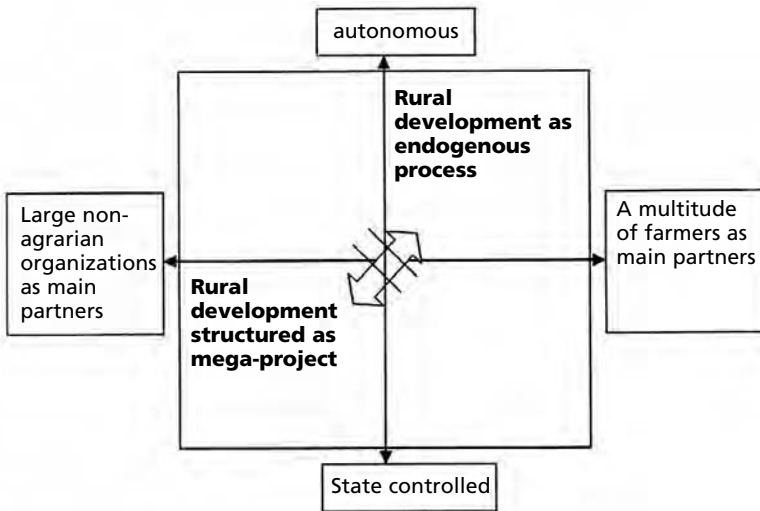 autonomous
Rural
development as
endogenous
process
Large non-
agrarian
organizations
as main
partners
A multitude
of farmers as
main partners
Rural
development
structured as
mega-project
State controlled